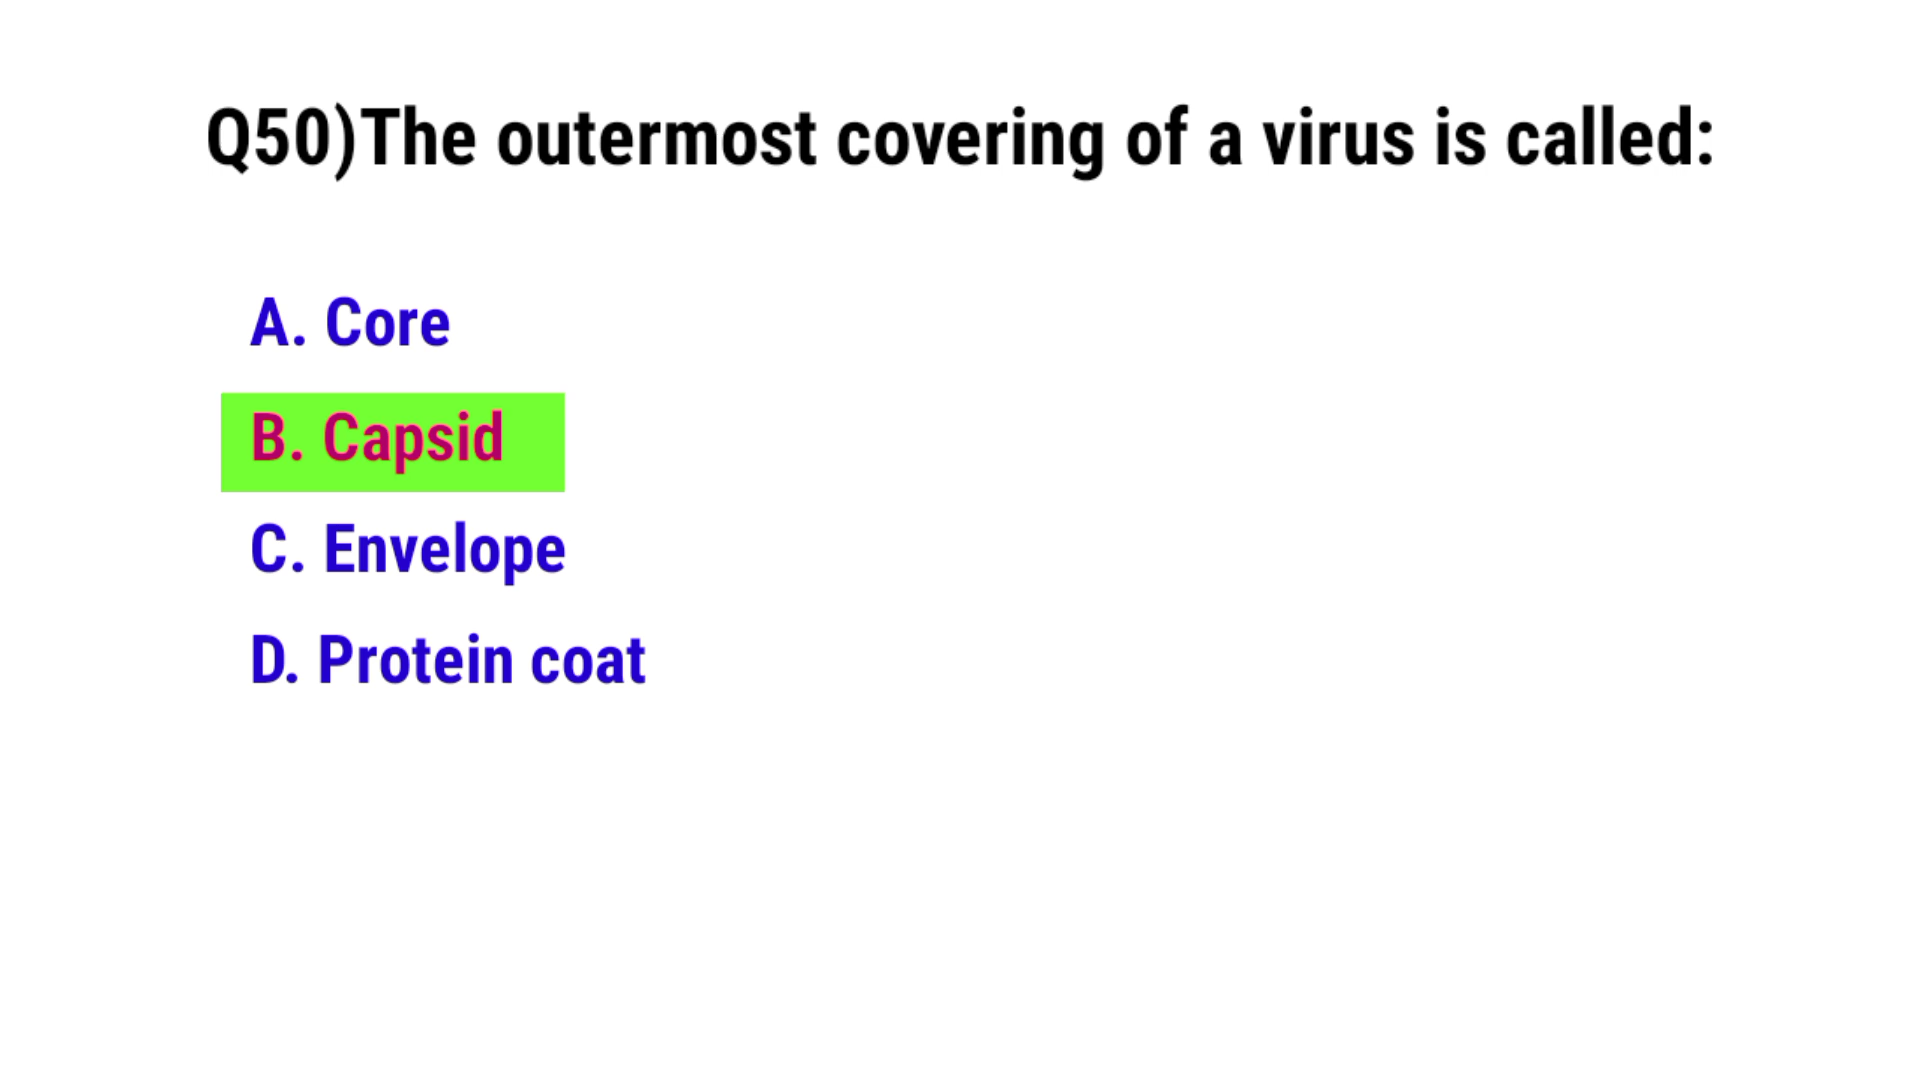 Q50)The outermost covering of a virus is called:
A. Core
B. Capsid
C. Envelope
D. Protein coat